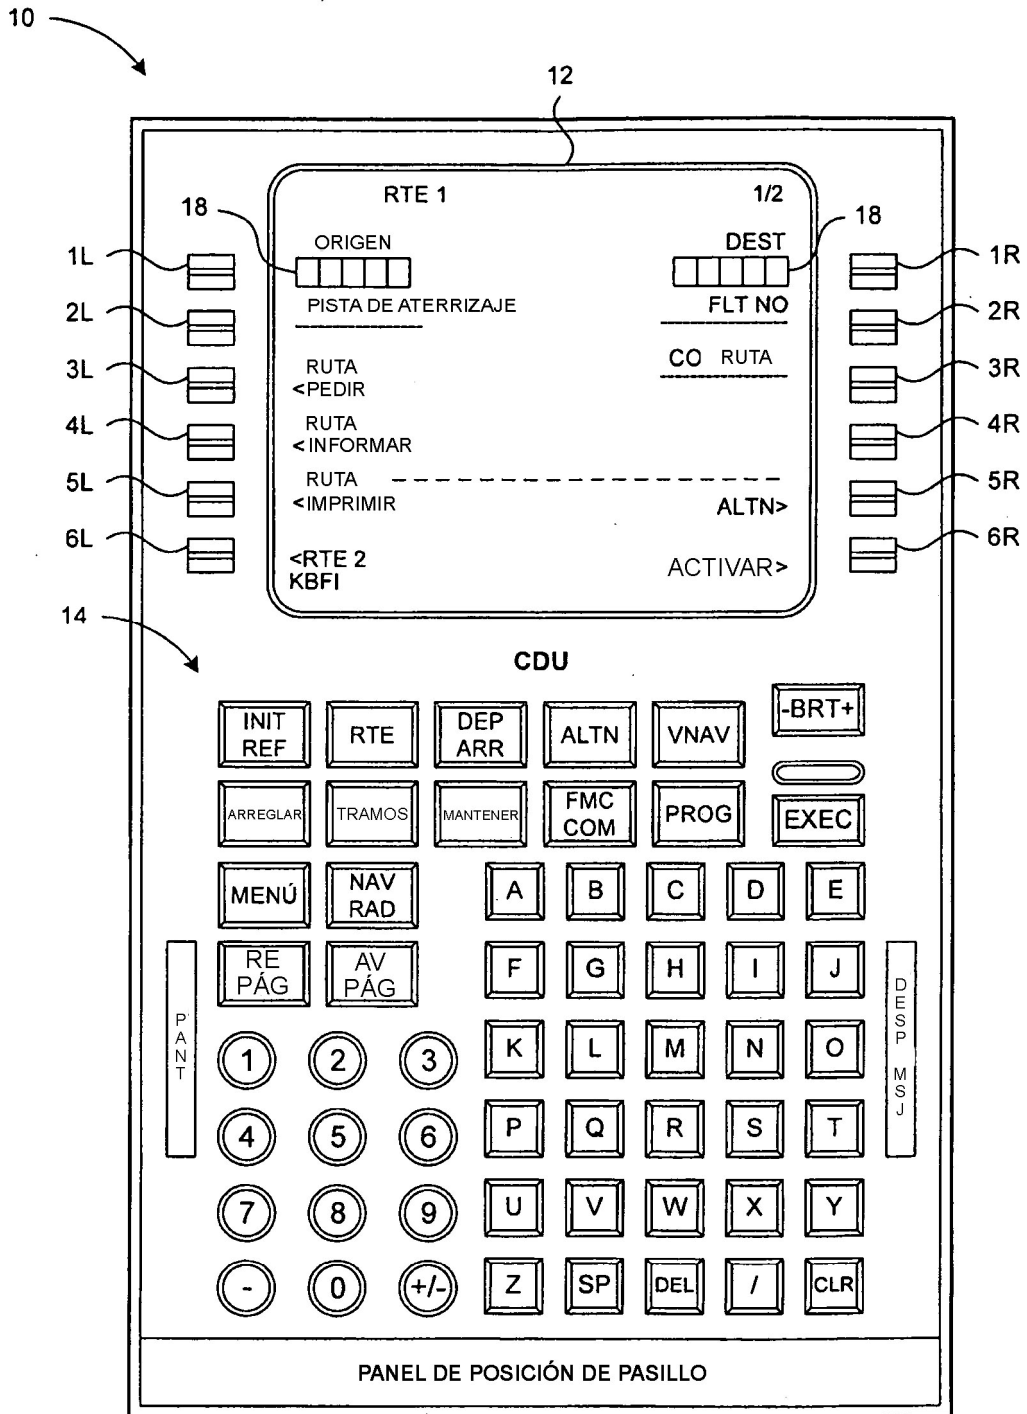 10
12
RTE 1 1/2
18 18
ORIGEN DEST
1L 1R
PISTA DE ATERRIZAJE FLT NO
2L 2R
RUTA CO RUTA
3L 3R
<PEDIR
RUTA
4L 4R
<INFORMAR
RUTA
5L 5R
<IMPRIMIR ALTN>
6L 6R
<RTE 2 ACTIVAR>
KBFI
14
CDU
INIT REF RTE DEP ARR ALTN VNAV -BRT+
ARREGLAR TRAMOS MANTENER FMC COM PROG EXEC
MENÚ NAV RAD A B C D E
RE PÁG AV PÁG F G H I J
PANT DESP MSJ
1 2 3 K L M N O
4 5 6 P Q R S T
7 8 9 U V W X Y
- 0 +/- Z SP DEL / CLR
PANEL DE POSICIÓN DE PASILLO